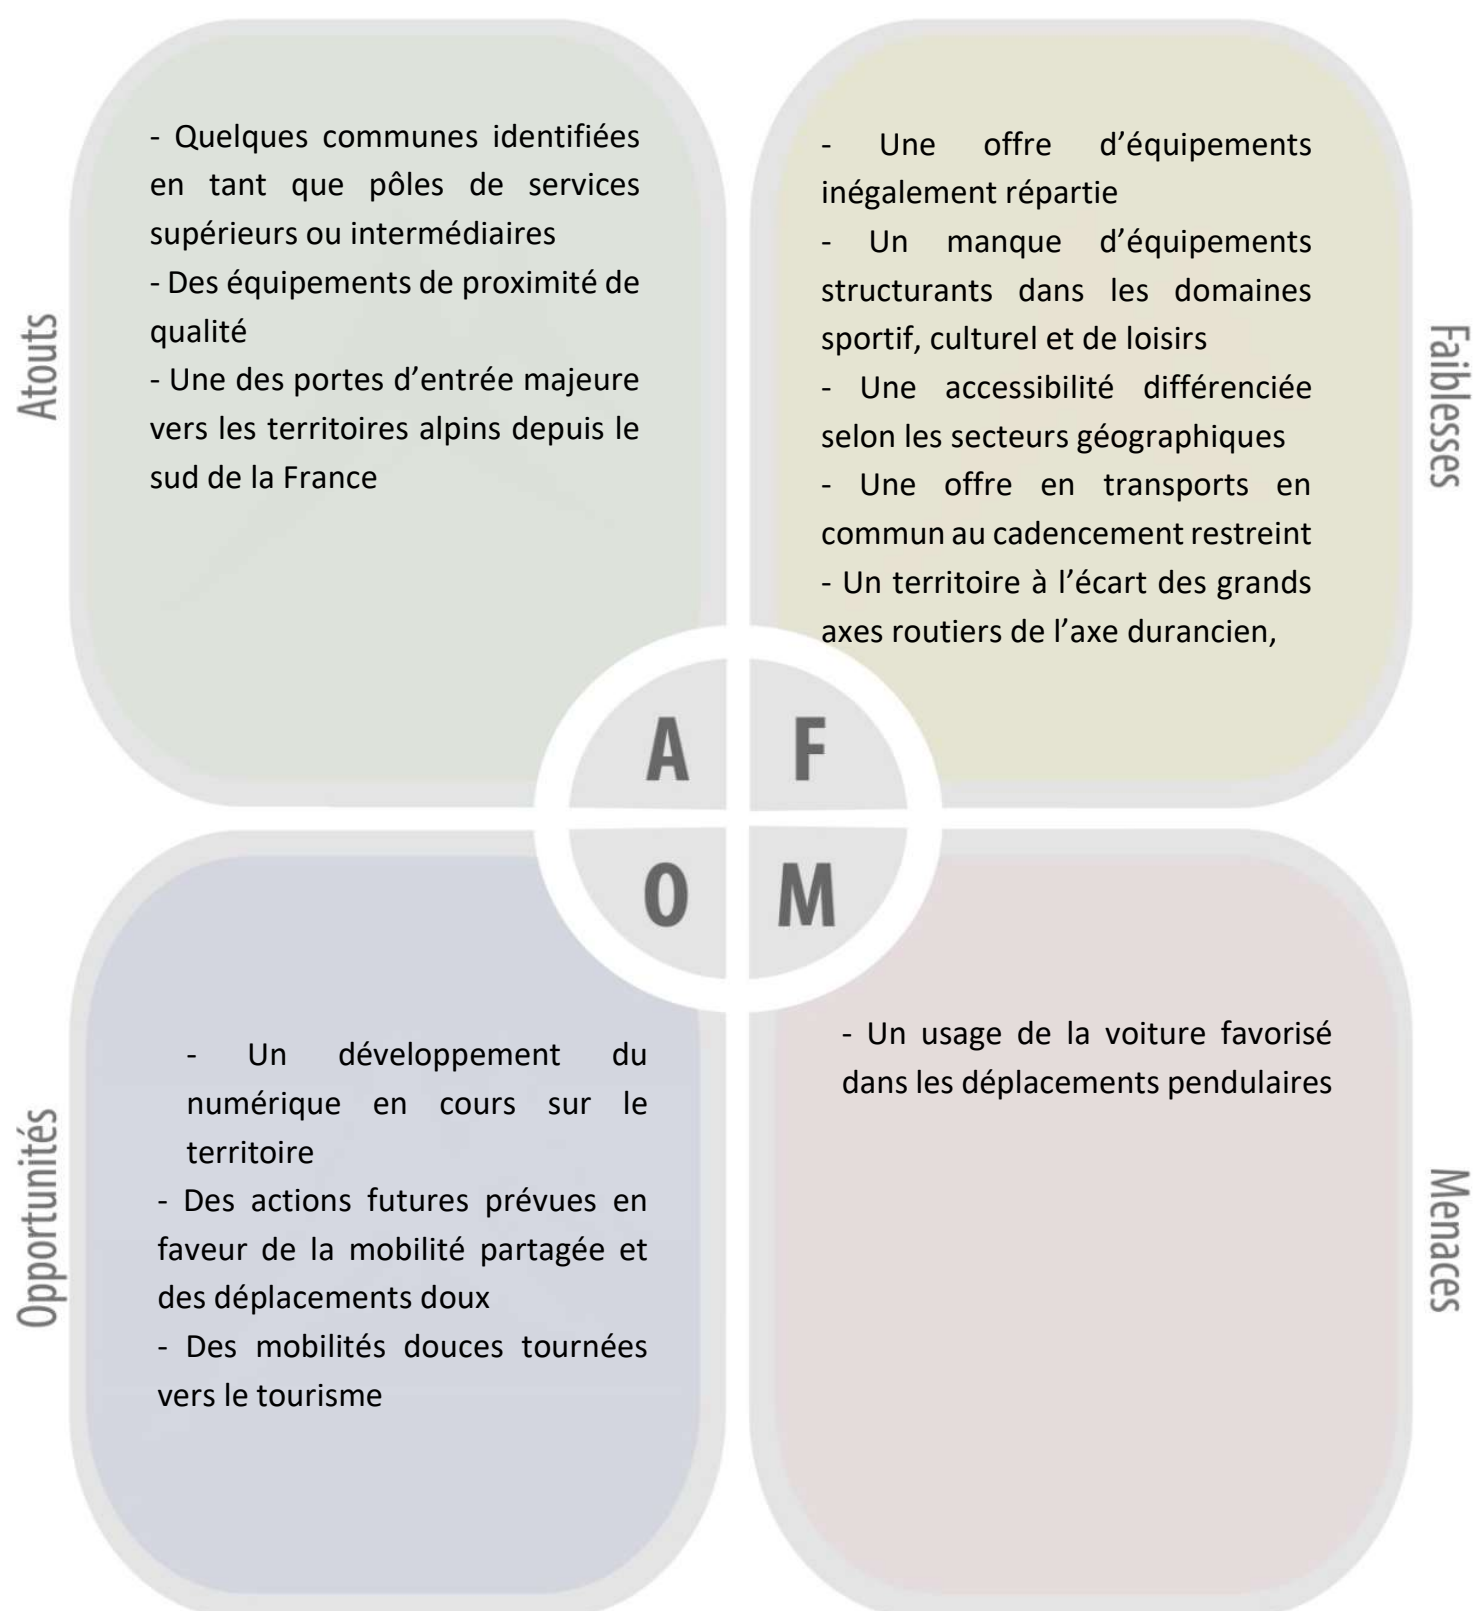 Atouts
- Quelques communes identifiées
en tant que pôles de services
supérieurs ou intermédiaires
- Des équipements de proximité de
qualité
- Une des portes d’entrée majeure
vers les territoires alpins depuis le
sud de la France
- Une offre d’équipements
inégalement répartie
- Un manque d’équipements
structurants dans les domaines
sportif, culturel et de loisirs
- Une accessibilité différenciée
selon les secteurs géographiques
- Une offre en transports en
commun au cadencement restreint
- Un territoire à l’écart des grands
axes routiers de l’axe durancien,
Faiblesses
A F
O M
Opportunités
- Un développement du
numérique en cours sur le
territoire
- Des actions futures prévues en
faveur de la mobilité partagée et
des déplacements doux
- Des mobilités douces tournées
vers le tourisme
- Un usage de la voiture favorisé
dans les déplacements pendulaires
Menaces